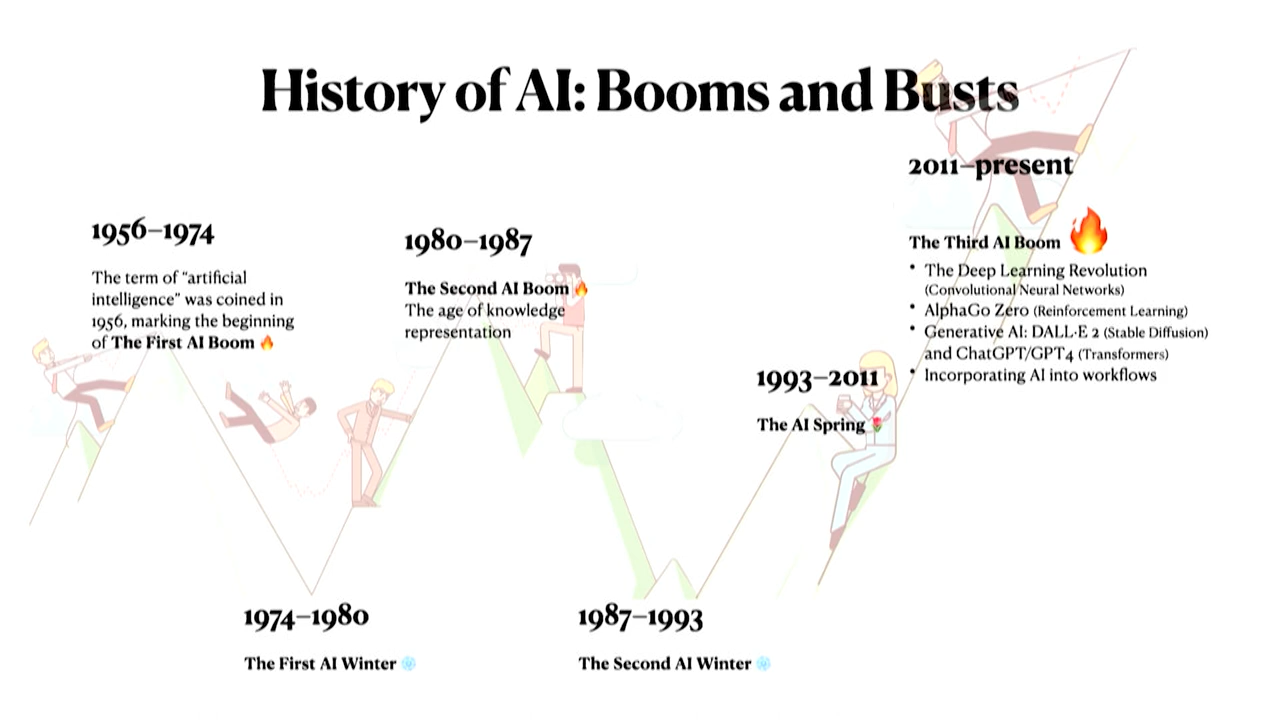 History of AI: Booms and Busts
1956–1974
The term of "artificial
intelligence" was coined in
1956, marking the beginning
of The First AI Boom 🔥
1974–1980
The First AI Winter ❄️
1980–1987
The Second AI Boom 🔥
The age of knowledge
representation
1987–1993
The Second AI Winter ❄️
1993–2011
The AI Spring 🌷
2011–present
The Third AI Boom 🔥
• The Deep Learning Revolution
(Convolutional Neural Networks)
• AlphaGo Zero (Reinforcement Learning)
• Generative AI: DALL·E 2 (Stable Diffusion)
and ChatGPT/GPT4 (Transformers)
• Incorporating AI into workflows